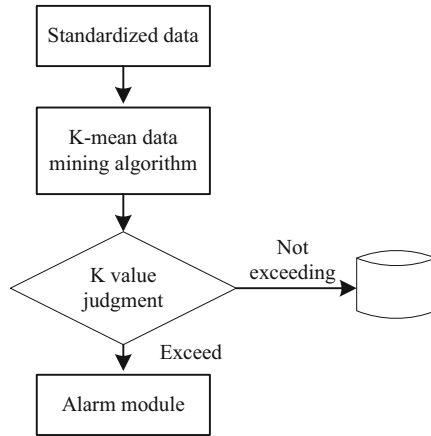 Standardized data
K-mean data
mining algorithm
K value
judgment
Not
exceeding
Exceed
Alarm module